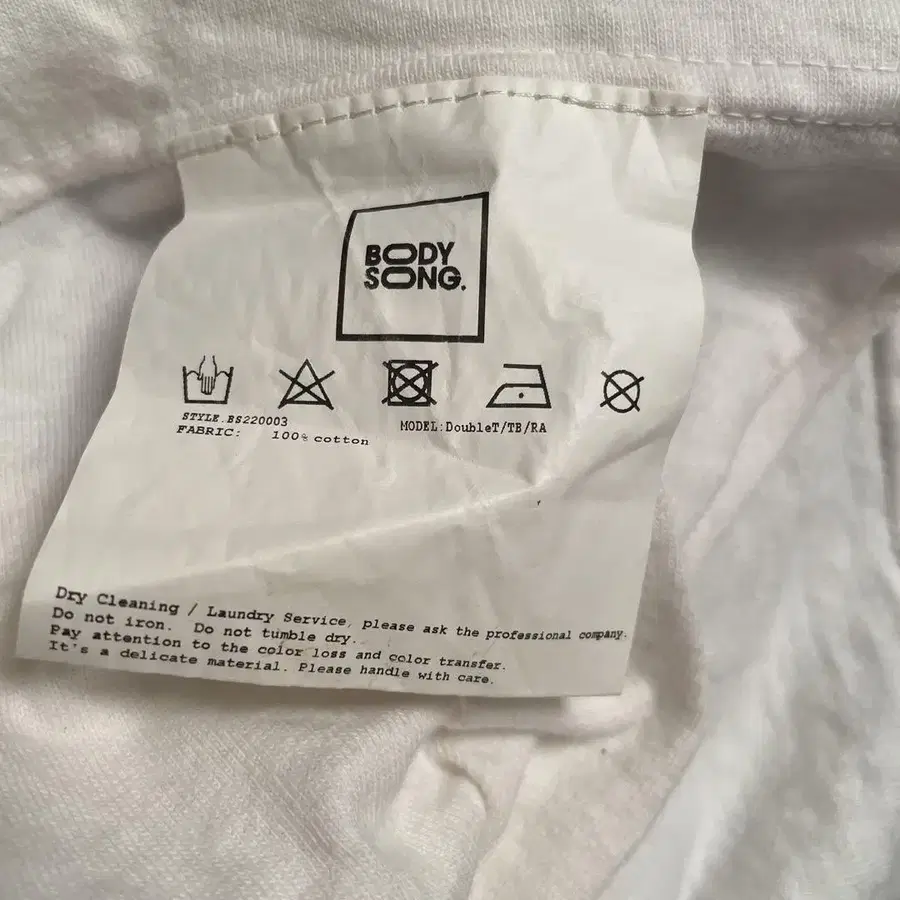 BODY
SONG.
STYLE.BS220003
FABRIC: 100% cotton
MODEL:DoubleT/TB/RA
Dry Cleaning / Laundry Service, please ask the professional company.
Do not iron. Do not tumble dry.
Pay attention to the color loss and color transfer.
It's a delicate material. Please handle with care.